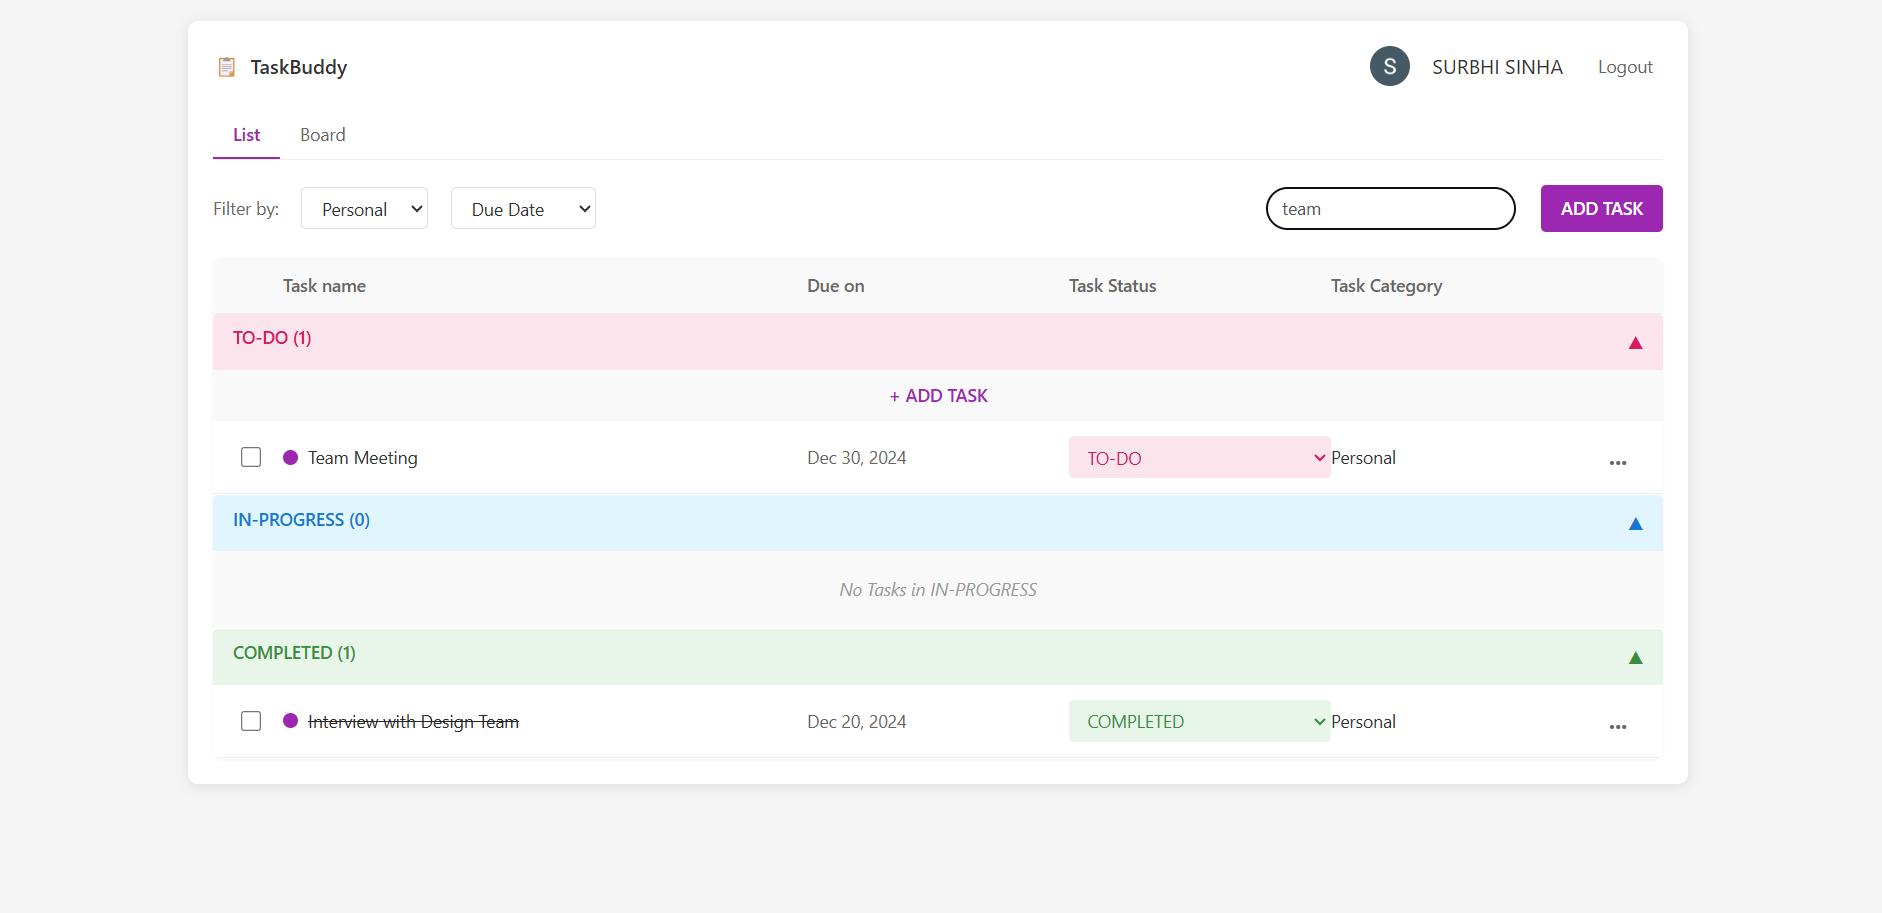 TaskBuddy
S SURBHI SINHA Logout
List Board
Filter by: Personal Due Date team ADD TASK
Task name Due on Task Status Task Category
TO-DO (1)
+ ADD TASK
Team Meeting Dec 30, 2024 TO-DO Personal ...
IN-PROGRESS (0)
No Tasks in IN-PROGRESS
COMPLETED (1)
Interview with Design Team Dec 20, 2024 COMPLETED Personal ...